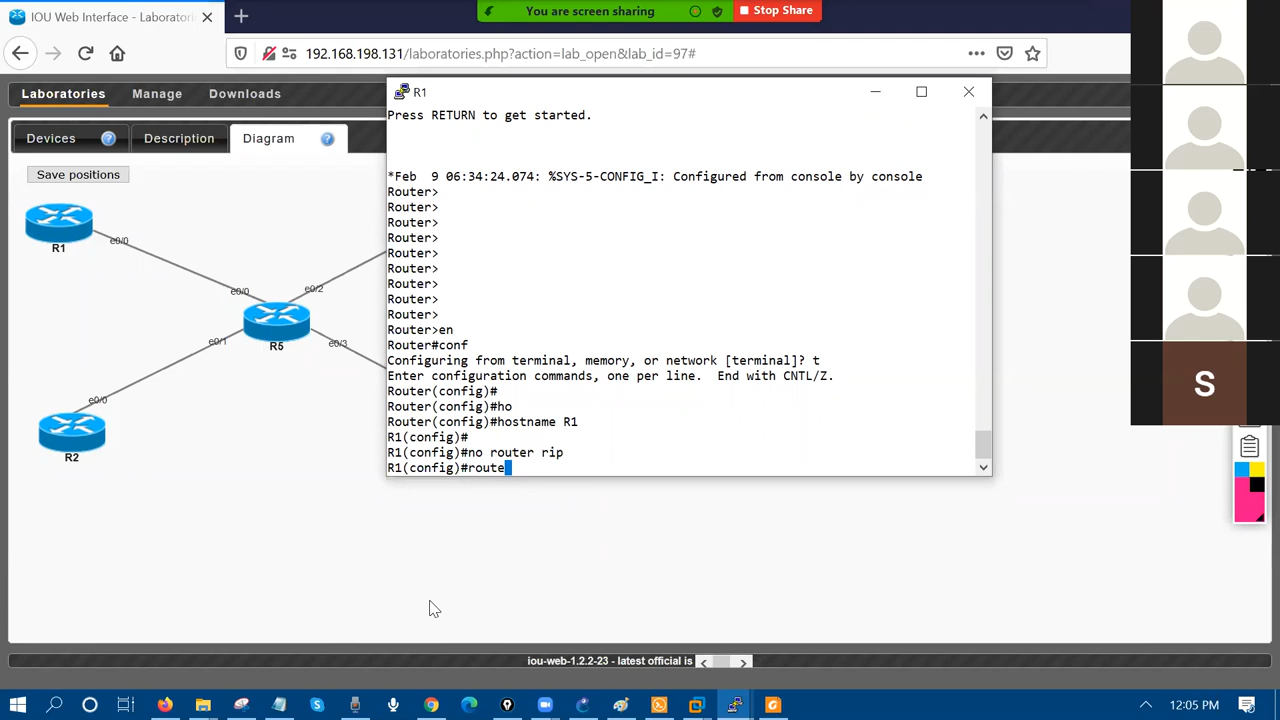 IOU Web Interface - Laborator
You are screen sharing
Stop Share
192.168.198.131/laboratories.php?action=lab_open&lab_id=97#
Laboratories
Manage
Downloads
Devices
Description
Diagram
Save positions
R1
Press RETURN to get started.
*Feb  9 06:34:24.074: %SYS-5-CONFIG_I: Configured from console by console
Router>
Router>
Router>
Router>
Router>
Router>
Router>
Router>
Router>
Router>en
Router#conf
Configuring from terminal, memory, or network [terminal]? t
Enter configuration commands, one per line.  End with CNTL/Z.
Router(config)#
Router(config)#ho
Router(config)#hostname R1
R1(config)#
R1(config)#no router rip
R1(config)#route
R1
e0/0
e0/0
e0/2
R5
e0/1
e0/3
e0/0
R2
S
iou-web-1.2.2-23 - latest official is
12:05 PM